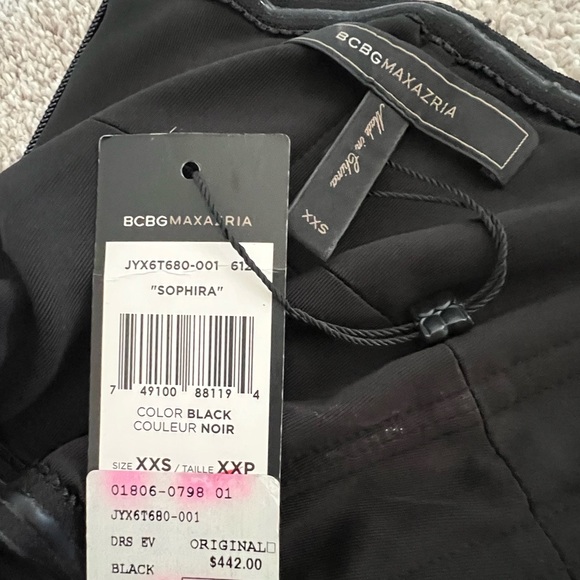 BCBGMAXAZRIA
Made in China
XXS
BCBGMAXAZRIA
JYX6T680-001 612
"SOPHIRA"
7 49100 88119 4
COLOR BLACK
COULEUR NOIR
SIZE XXS / TAILLE XXP
01806-0798 01
JYX6T680-001
DRS EV ORIGINAL
$442.00
BLACK